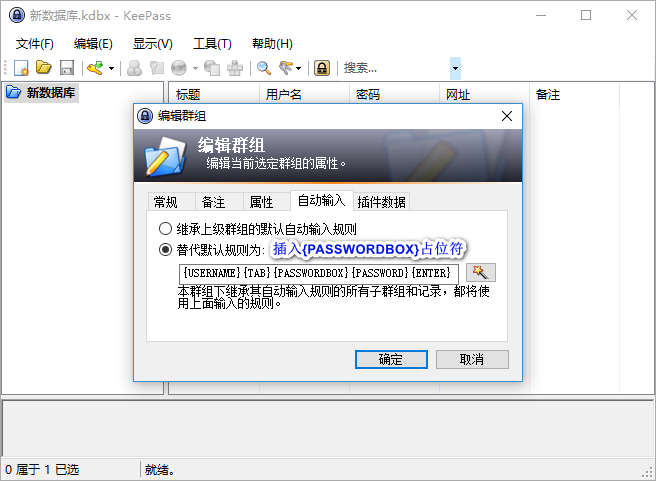 新数据库.kdbx - KeePass
文件(F) 编辑(E) 显示(V) 工具(T) 帮助(H)
搜索...
新数据库
标题 用户名 密码 网址 备注
编辑群组
编辑群组
编辑当前选定群组的属性。
常规 备注 属性 自动输入 插件数据
继承上级群组的默认自动输入规则
替代默认规则为: 插入{PASSWORDBOX}占位符
{USERNAME}{TAB}{PASSWORDBOX}{PASSWORD}{ENTER}
本群组下继承其自动输入规则的所有子群组和记录，都将使
用上面输入的规则。
确定 取消
0 属于 1 已选 就绪。